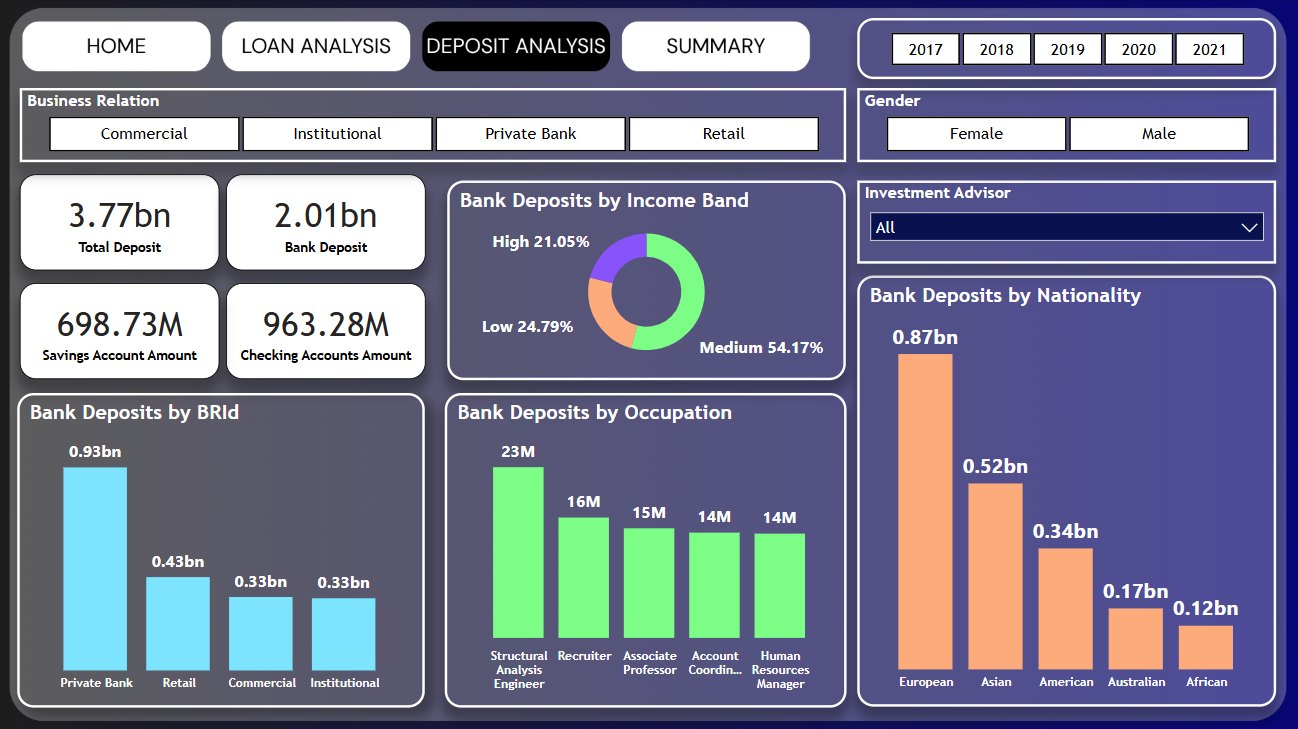 HOME
LOAN ANALYSIS
DEPOSIT ANALYSIS
SUMMARY
2017
2018
2019
2020
2021
Business Relation
Commercial
Institutional
Private Bank
Retail
Gender
Female
Male
3.77bn
Total Deposit
2.01bn
Bank Deposit
698.73M
Savings Account Amount
963.28M
Checking Accounts Amount
Bank Deposits by Income Band
High 21.05%
Low 24.79%
Medium 54.17%
Investment Advisor
All
Bank Deposits by BRId
0.93bn
0.43bn
0.33bn
0.33bn
Private Bank
Retail
Commercial
Institutional
Bank Deposits by Occupation
23M
16M
15M
14M
14M
Structural
Analysis
Engineer
Recruiter
Associate
Professor
Account
Coordin...
Human
Resources
Manager
Bank Deposits by Nationality
0.87bn
0.52bn
0.34bn
0.17bn
0.12bn
European
Asian
American
Australian
African